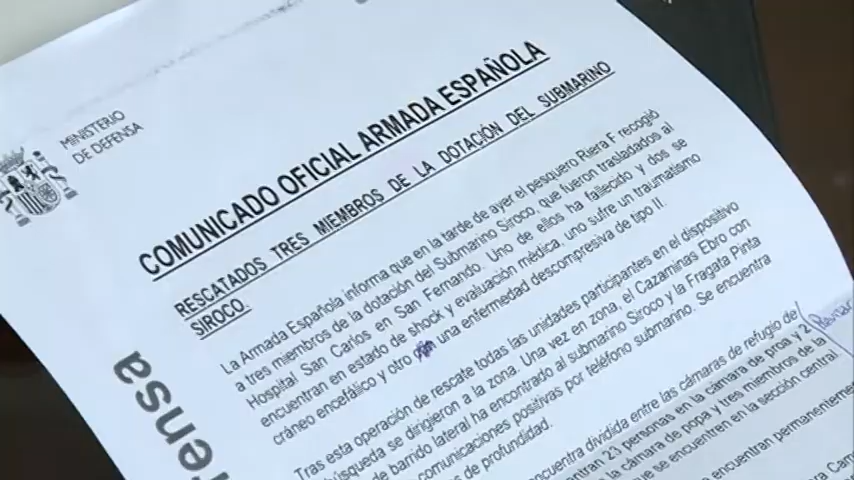 MINISTERIO
DE DEFENSA
COMUNICADO OFICIAL ARMADA ESPAÑOLA
RESCATADOS TRES MIEMBROS DE LA DOTACIÓN DEL SUBMARINO
SIROCO.
La Armada Española informa que en la tarde de ayer el pesquero Riera F recogió
a tres miembros de la dotación del Submarino Siroco, que fueron trasladados al
Hospital San Carlos en San Fernando. Uno de ellos ha fallecido y dos se
encuentran en estado de shock y evaluación médica, uno sufre un traumatismo
cráneo encefálico y otro una enfermedad descompresiva de tipo II.
Tras esta operación de rescate todas las unidades participantes en el dispositivo
búsqueda se dirigieron a la zona. Una vez en zona, el Cazaminas Ebro con
de barrido lateral ha encontrado al submarino Siroco y la Fragata Pinta
comunicaciones positivas por teléfono submarino. Se encuentra
s de profundidad.
encuentra dividida entre las cámaras de refugio de
ntran 23 personas en la cámara de proa y 2
la cámara de popa y tres miembros de la
que se encuentran en la sección central.
encuentran permanentemente
rensa